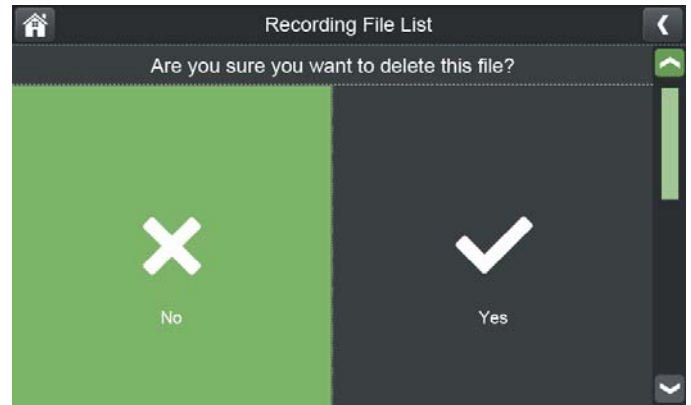 Recording File List
Are you sure you want to delete this file?
No
Yes